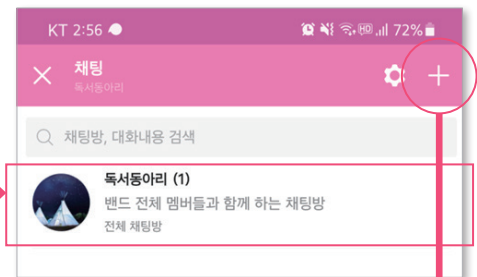 KT 2:56
HD 72%
채팅
독서동아리
채팅방, 대화내용 검색
독서동아리 (1)
밴드 전체 멤버들과 함께 하는 채팅방
전체 채팅방